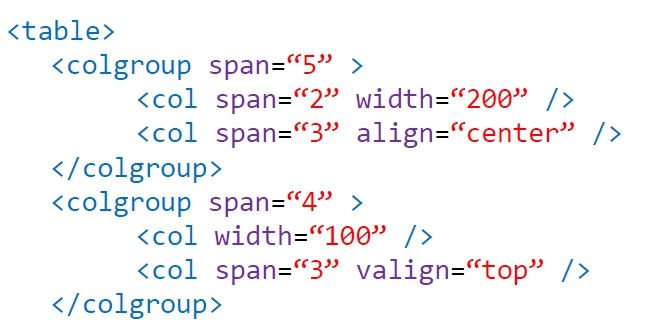 <table>
<colgroup span=“5” >
<col span=“2” width=“200” />
<col span=“3” align=“center” />
</colgroup>
<colgroup span=“4” >
<col width=“100” />
<col span=“3” valign=“top” />
</colgroup>